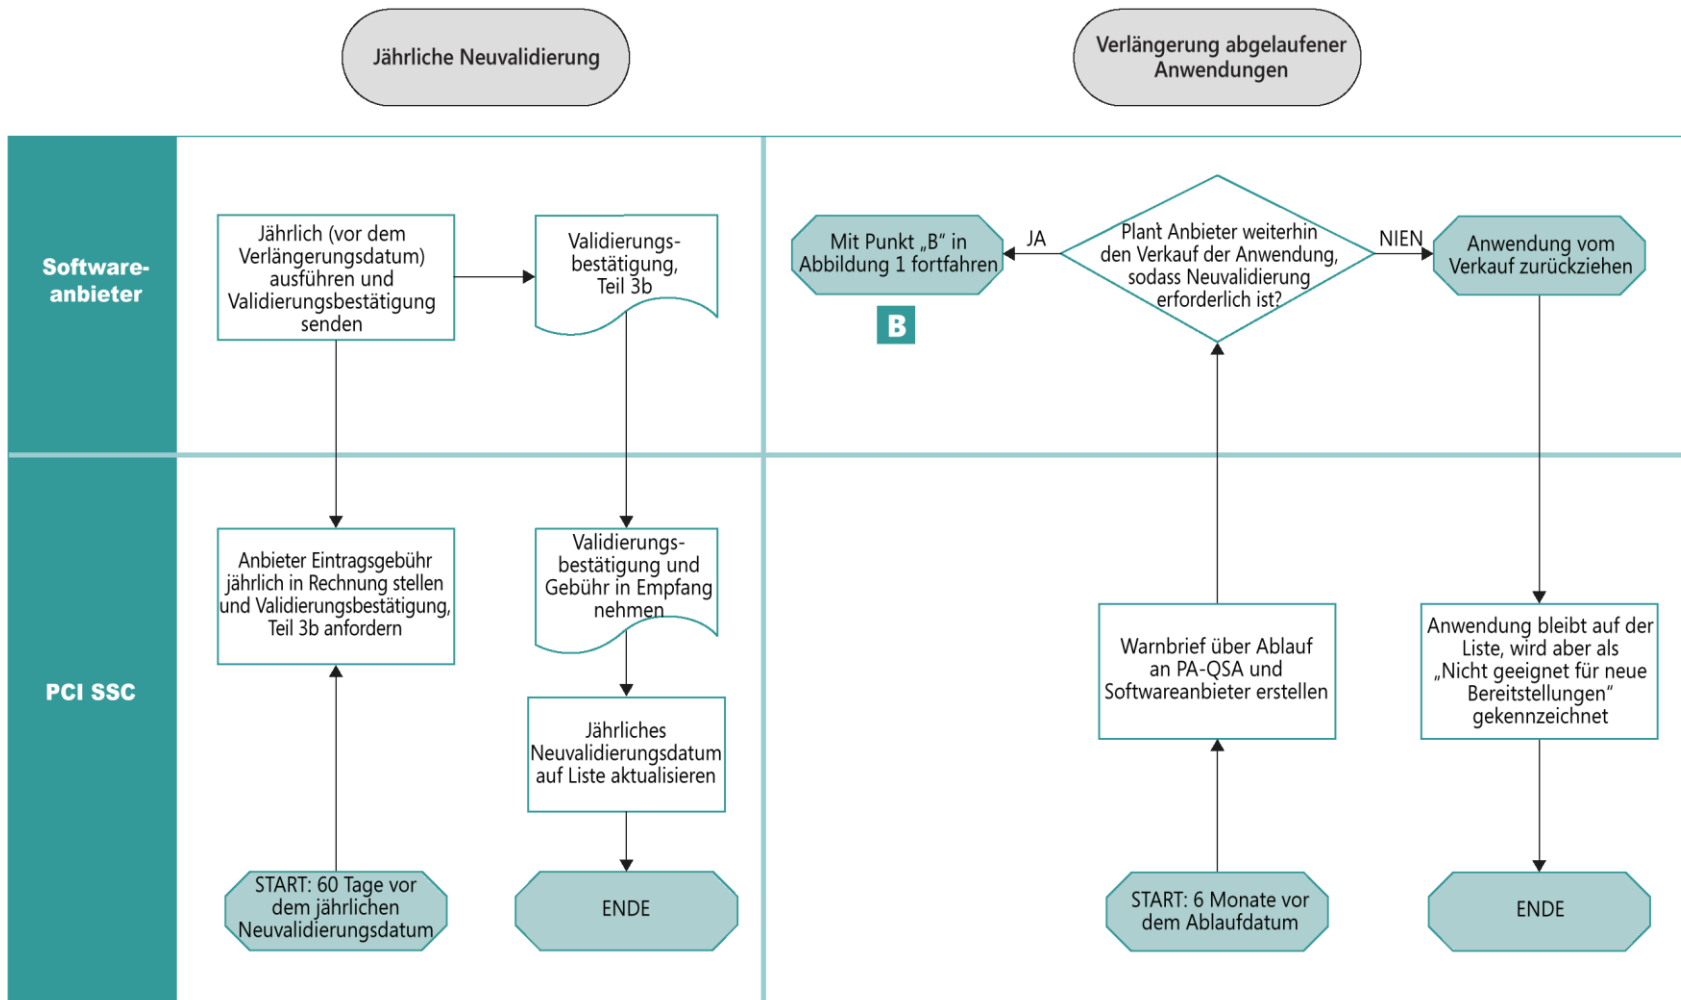 Jährliche Neuvalidierung
Verlängerung abgelaufener
Anwendungen
Software-
anbieter
Jährlich (vor dem
Verlängerungsdatum)
ausführen und
Validierungsbestätigung
senden
Validierungs-
bestätigung,
Teil 3b
Mit Punkt „B“ in
Abbildung 1 fortfahren
B
JA
Plant Anbieter weiterhin
den Verkauf der Anwendung,
sodass Neuvalidierung
erforderlich ist?
NIEN
Anwendung vom
Verkauf zurückziehen
PCI SSC
Anbieter Eintragsgebühr
jährlich in Rechnung stellen
und Validierungsbestätigung,
Teil 3b anfordern
Validierungs-
bestätigung und
Gebühr in Empfang
nehmen
Jährliches
Neuvalidierungsdatum
auf Liste aktualisieren
START: 60 Tage vor
dem jährlichen
Neuvalidierungsdatum
ENDE
Warnbrief über Ablauf
an PA-QSA und
Softwareanbieter erstellen
Anwendung bleibt auf der
Liste, wird aber als
„Nicht geeignet für neue
Bereitstellungen“
gekennzeichnet
START: 6 Monate vor
dem Ablaufdatum
ENDE